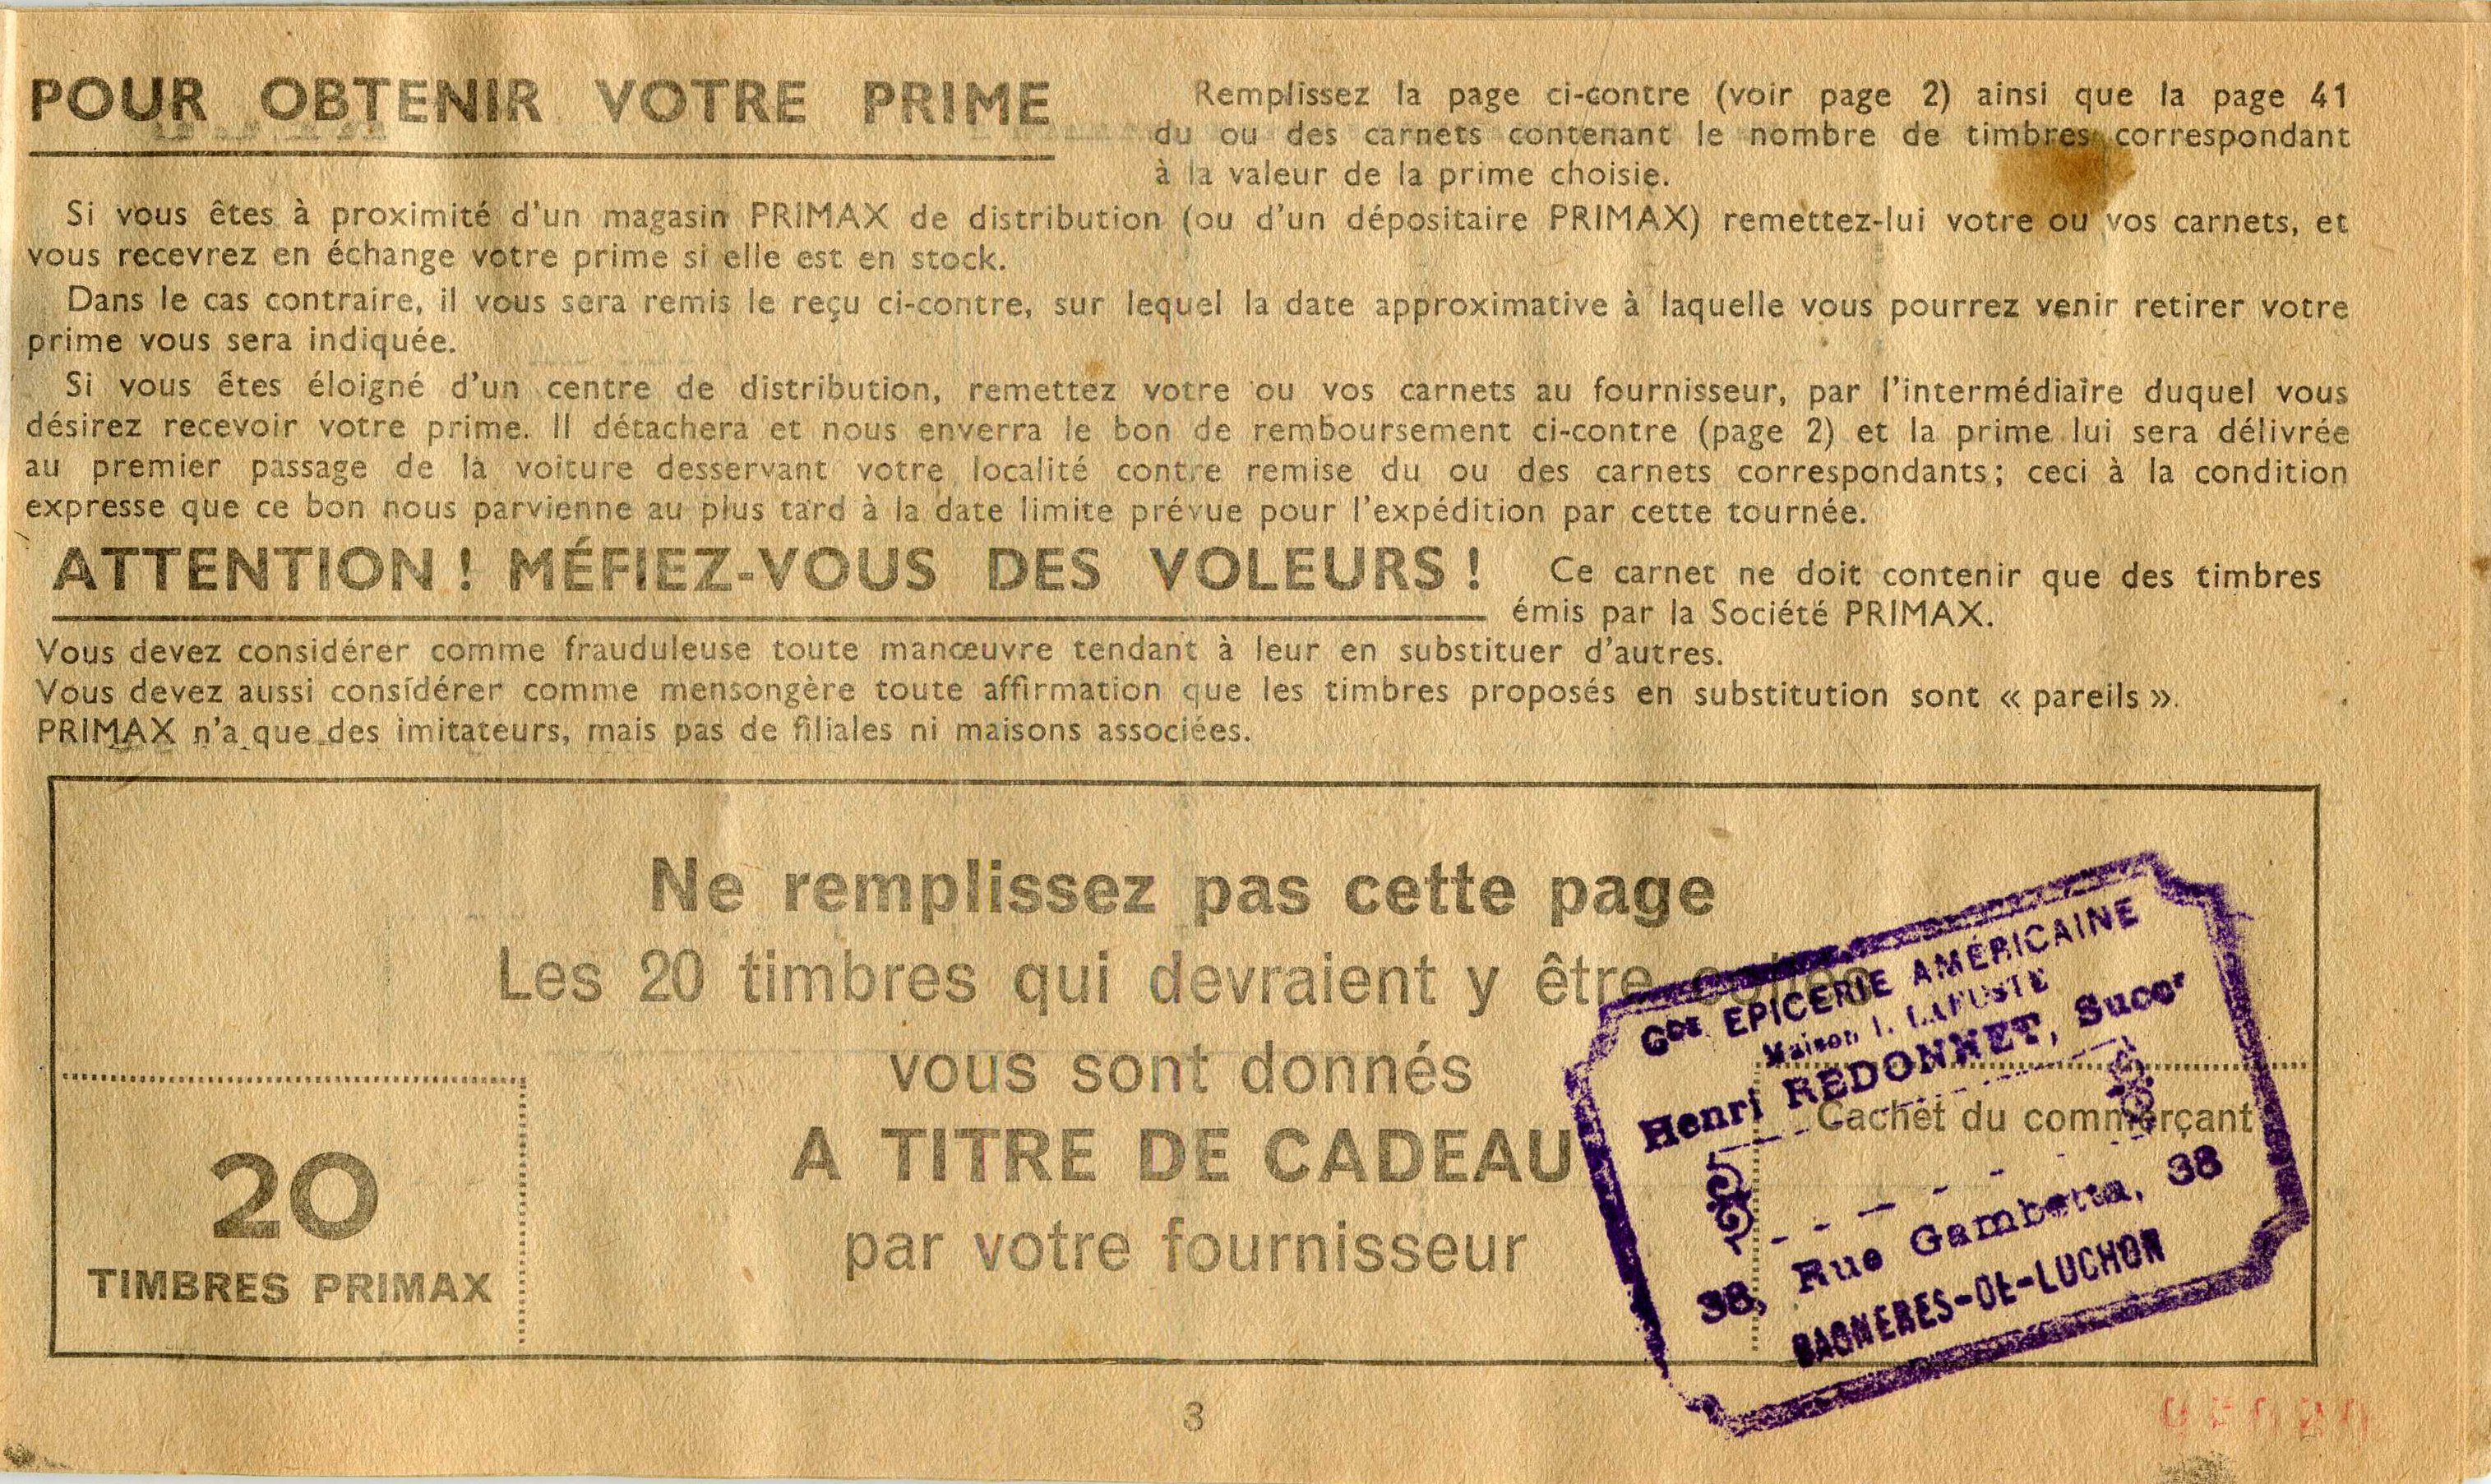 POUR OBTENIR VOTRE PRIME
Remplissez la page ci-contre (voir page 2) ainsi que la page 41
du ou des carnets contenant le nombre de timbres correspondant
à la valeur de la prime choisie.
Si vous êtes à proximité d'un magasin PRIMAX de distribution (ou d'un dépositaire PRIMAX) remettez-lui votre ou vos carnets, et
vous recevrez en échange votre prime si elle est en stock.
Dans le cas contraire, il vous sera remis le reçu ci-contre, sur lequel la date approximative à laquelle vous pourrez venir retirer votre
prime vous sera indiquée.
Si vous êtes éloigné d'un centre de distribution, remettez votre ou vos carnets au fournisseur, par l'intermédiaire duquel vous
désirez recevoir votre prime. Il détachera et nous enverra le bon de remboursement ci-contre (page 2) et la prime lui sera délivrée
au premier passage de la voiture desservant votre localité contre remise du ou des carnets correspondants; ceci à la condition
expresse que ce bon nous parvienne au plus tard à la date limite prévue pour l'expédition par cette tournée.
ATTENTION ! MÉFIEZ-VOUS DES VOLEURS !
Ce carnet ne doit contenir que des timbres
émis par la Société PRIMAX.
Vous devez considérer comme frauduleuse toute manœuvre tendant à leur en substituer d'autres.
Vous devez aussi considérer comme mensongère toute affirmation que les timbres proposés en substitution sont « pareils ».
PRIMAX n'a que des imitateurs, mais pas de filiales ni maisons associées.
Ne remplissez pas cette page
Les 20 timbres qui devraient y être collés
vous sont donnés
A TITRE DE CADEAU
par votre fournisseur
20
TIMBRES PRIMAX
Cachet du commerçant
Gde EPICERIE AMÉRICAINE
Maison I. LAFUSTE
Henri REDONNET, Succr
38, Rue Gambetta, 38
BAGNERES-DE-LUCHON
3